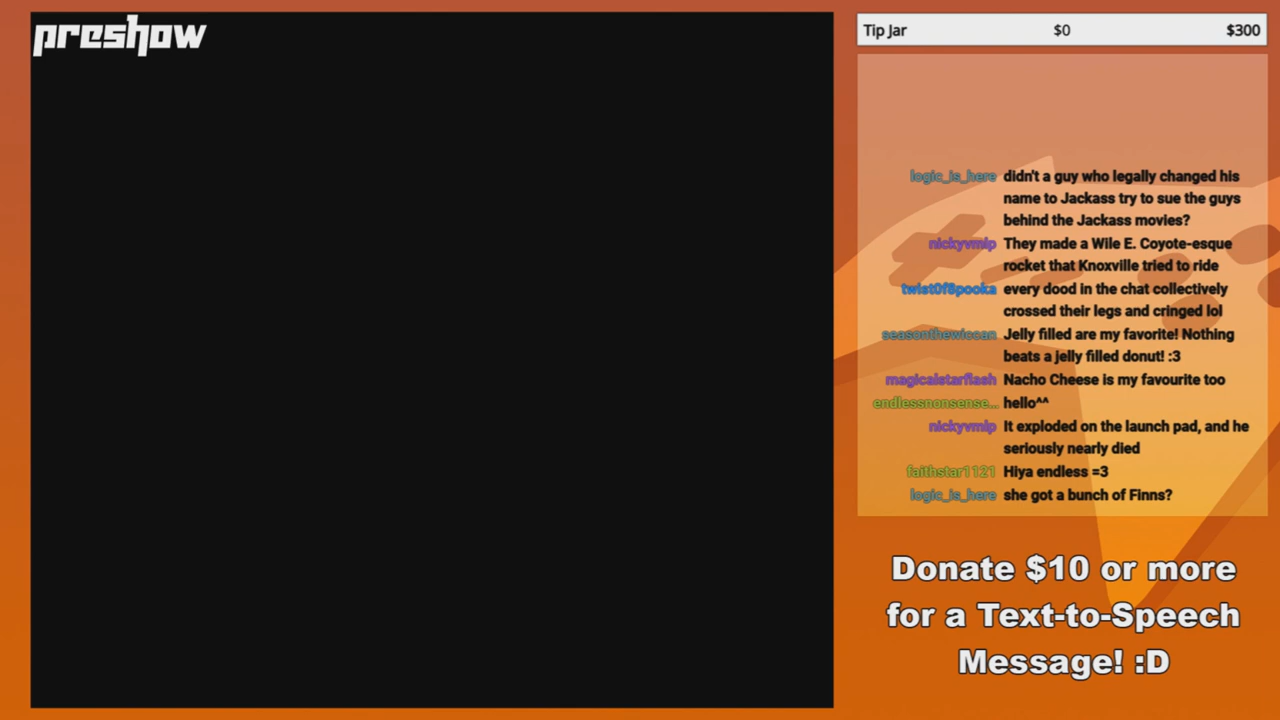 preshow
Tip Jar $0 $300
logic_is_here didn't a guy who legally changed his
name to Jackass try to sue the guys
behind the Jackass movies?
nickyvmlp They made a Wile E. Coyote-esque
rocket that Knoxville tried to ride
twist0f8pooka every dood in the chat collectively
crossed their legs and cringed lol
seasonthewiccan Jelly filled are my favorite! Nothing
beats a jelly filled donut! :3
magicalstarflash Nacho Cheese is my favourite too
endlessnonsense... hello^^
nickyvmlp It exploded on the launch pad, and he
seriously nearly died
faithstar1121 Hiya endless =3
logic_is_here she got a bunch of Finns?
Donate $10 or more
for a Text-to-Speech
Message! :D